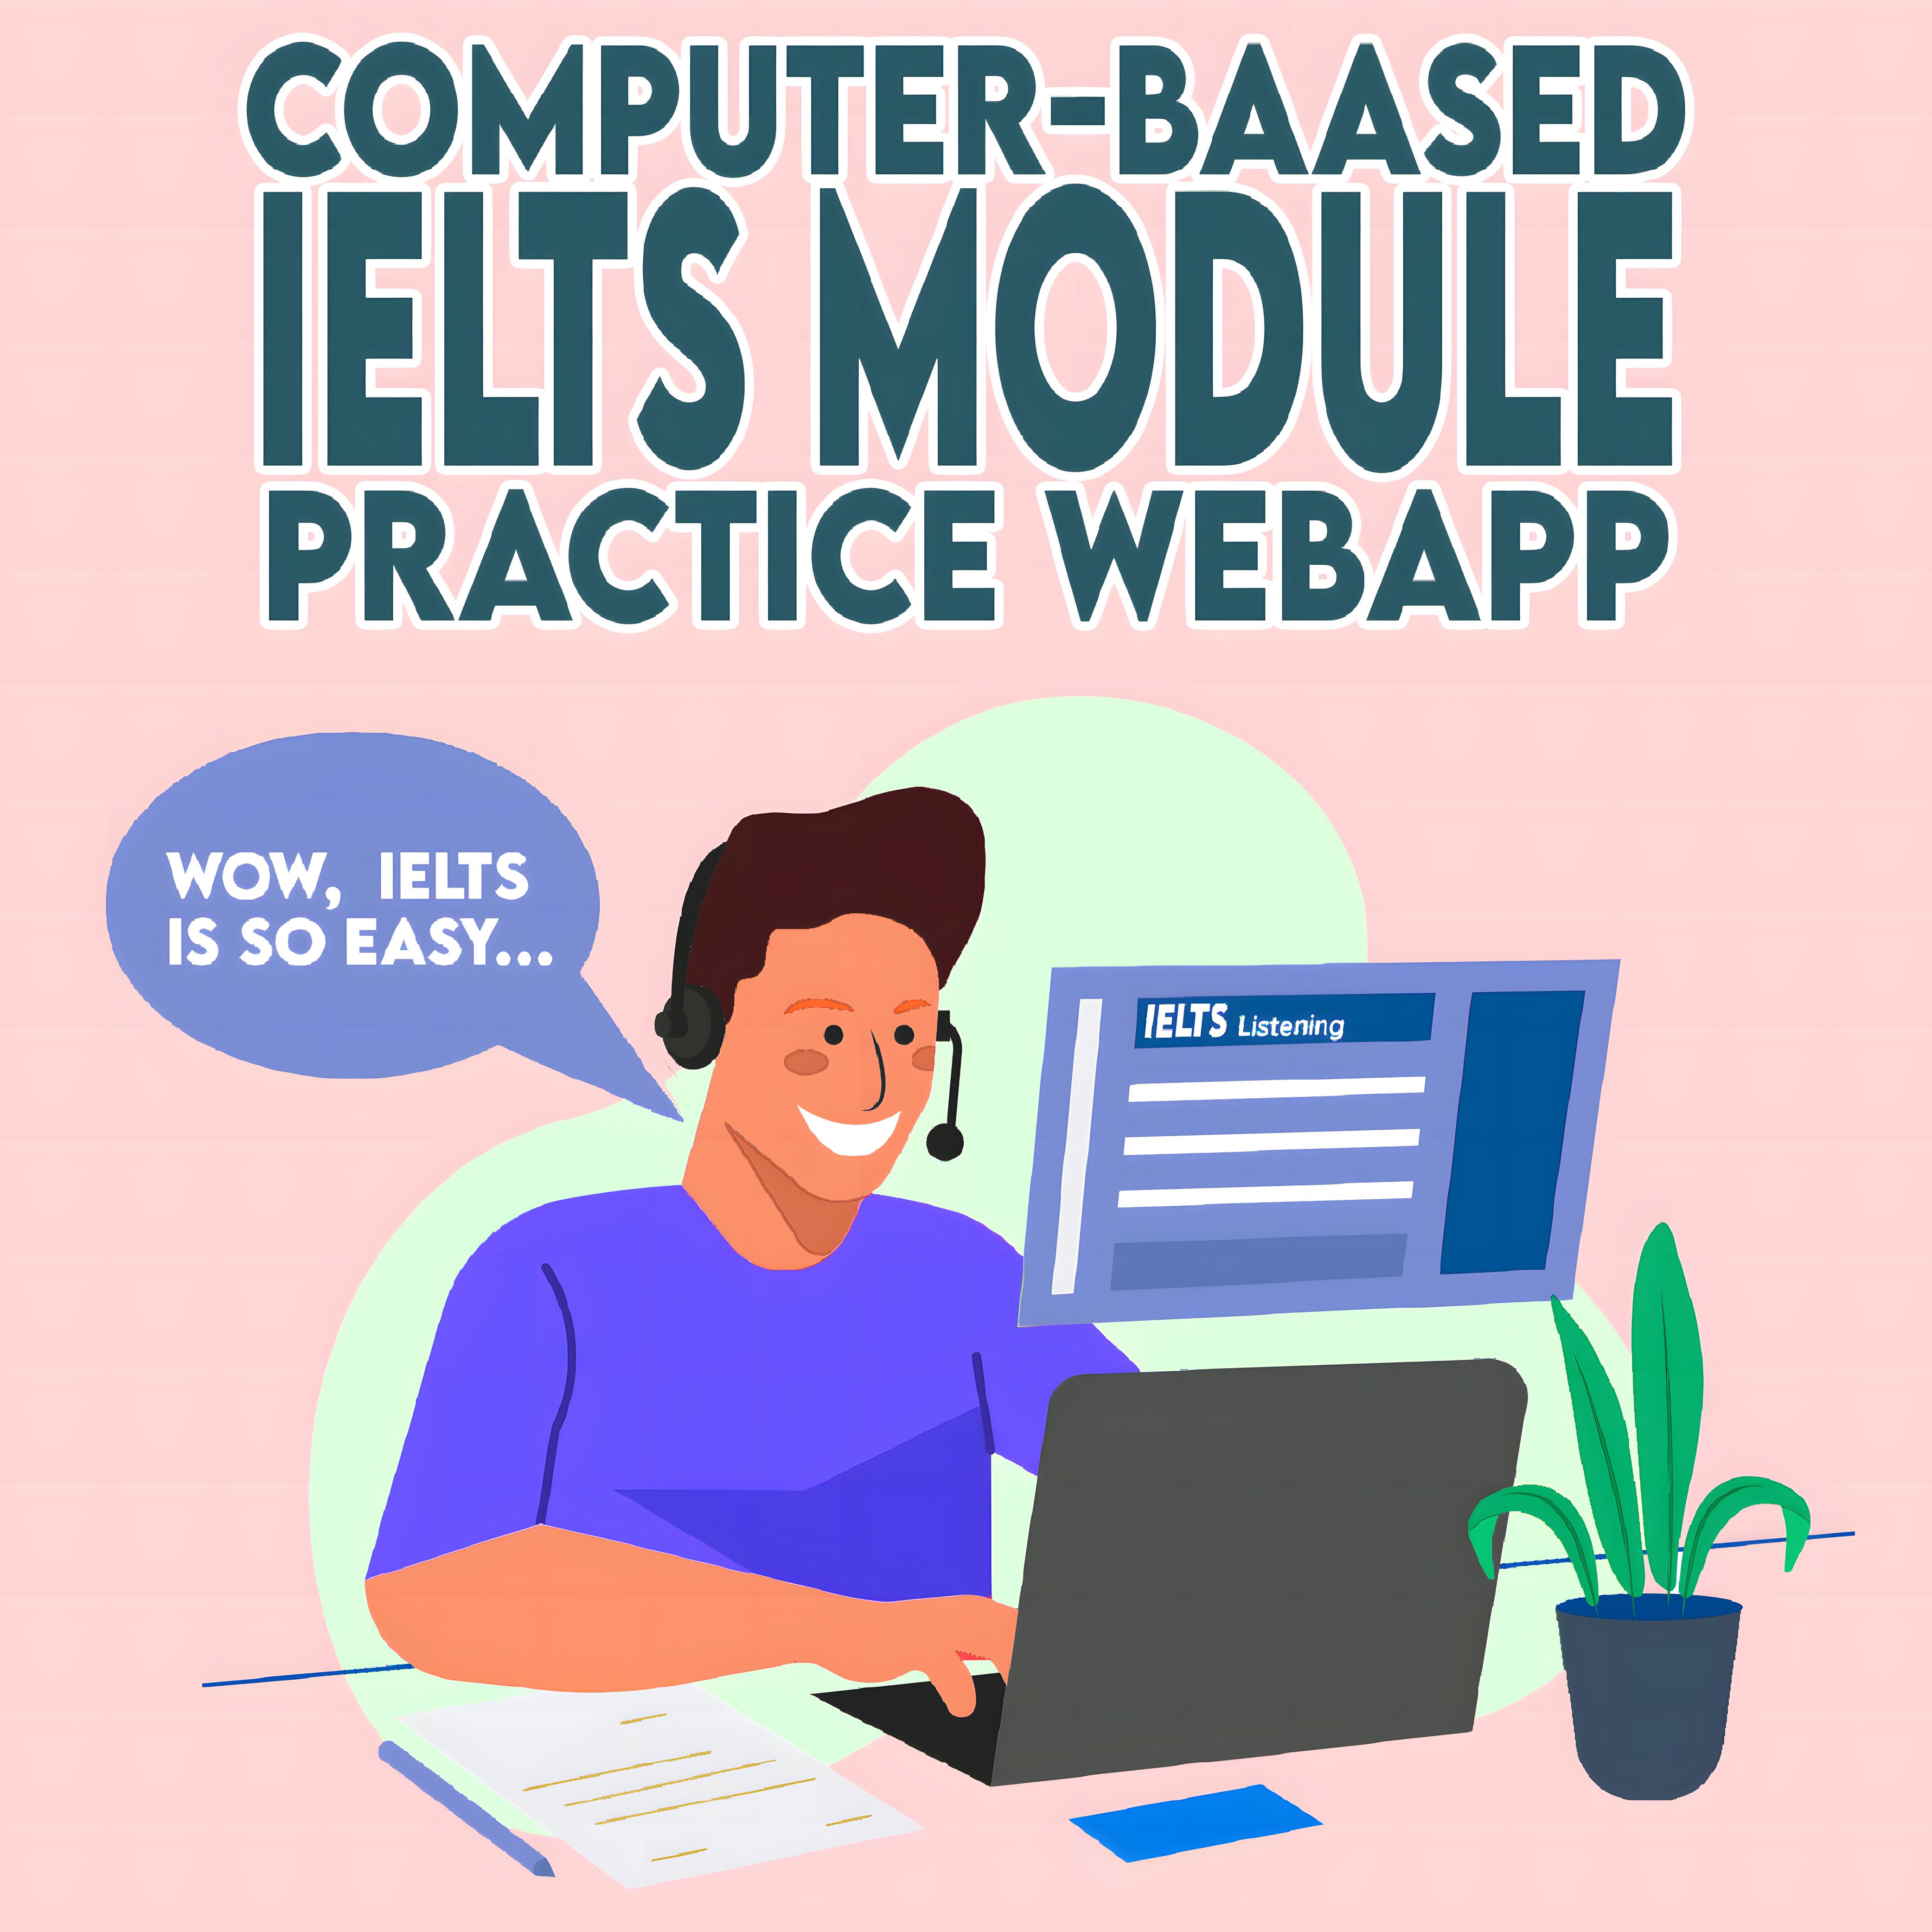 COMPUTER-BAASED
IELTS MODULE
PRACTICE WEBAPP
WOW, IELTS
IS SO EASY...
IELTS Listening